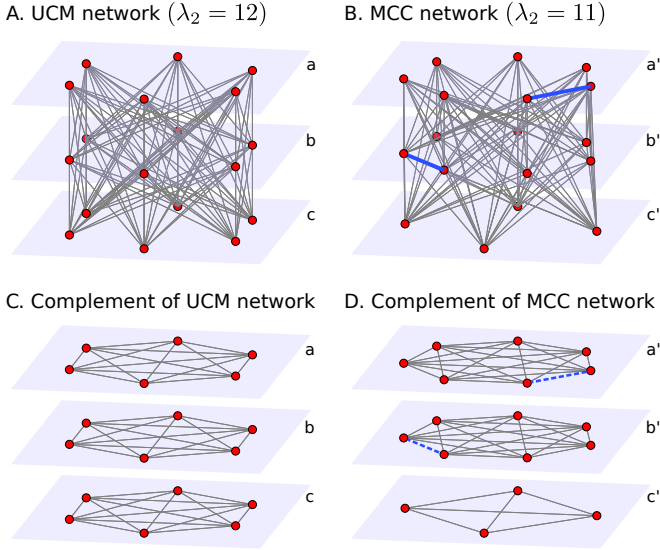 A. UCM network (λ₂ = 12)
B. MCC network (λ₂ = 11)
a
a'
b
b'
c
c'
C. Complement of UCM network
D. Complement of MCC network
a
a'
b
b'
c
c'